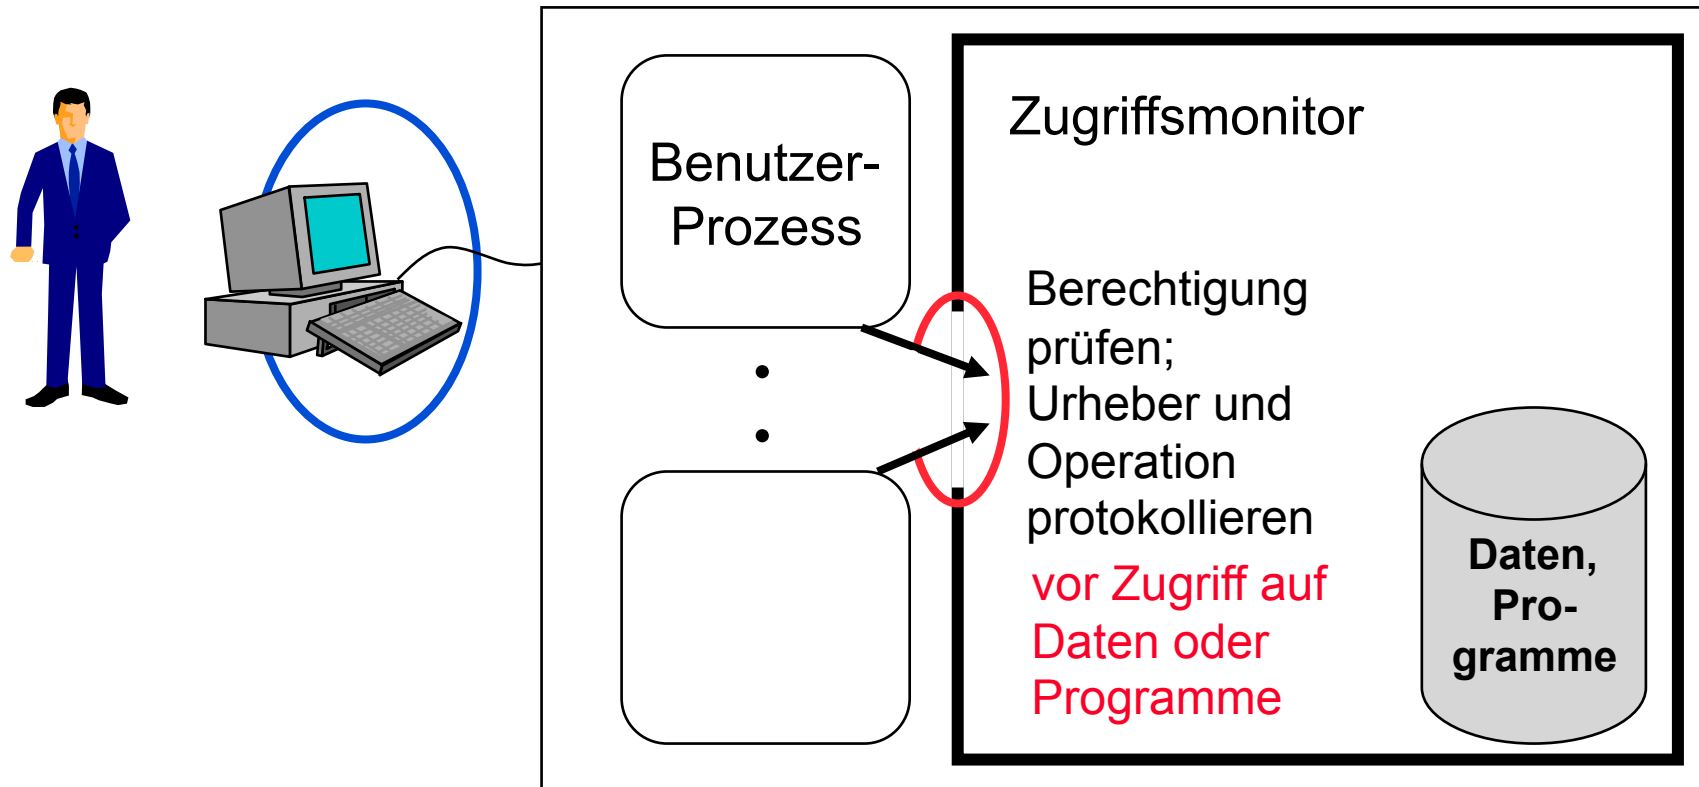 Benutzer-
Prozess
Zugriffsmonitor
Berechtigung
prüfen;
Urheber und
Operation
protokollieren
vor Zugriff auf
Daten oder
Programme
Daten,
Pro-
gramme